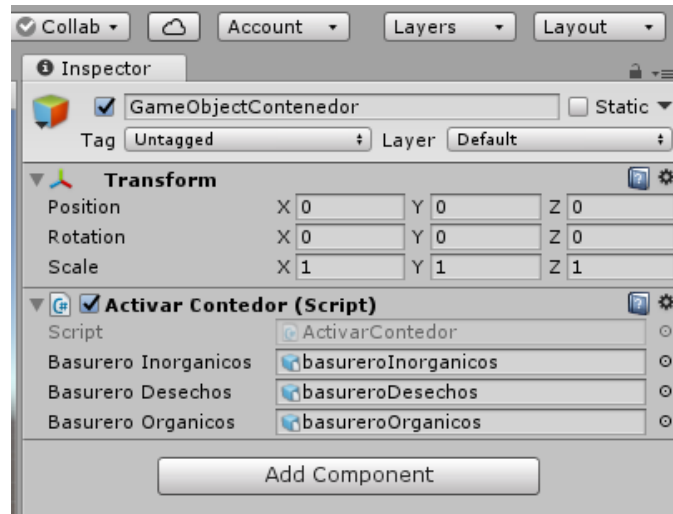 Collab Account Layers Layout
Inspector
GameObjectContenedor Static
Tag Untagged Layer Default
Transform
Position X 0 Y 0 Z 0
Rotation X 0 Y 0 Z 0
Scale X 1 Y 1 Z 1
Activar Contedor (Script)
Script ActivarContedor
Basurero Inorganicos basureroInorganicos
Basurero Desechos basureroDesechos
Basurero Organicos basureroOrganicos
Add Component